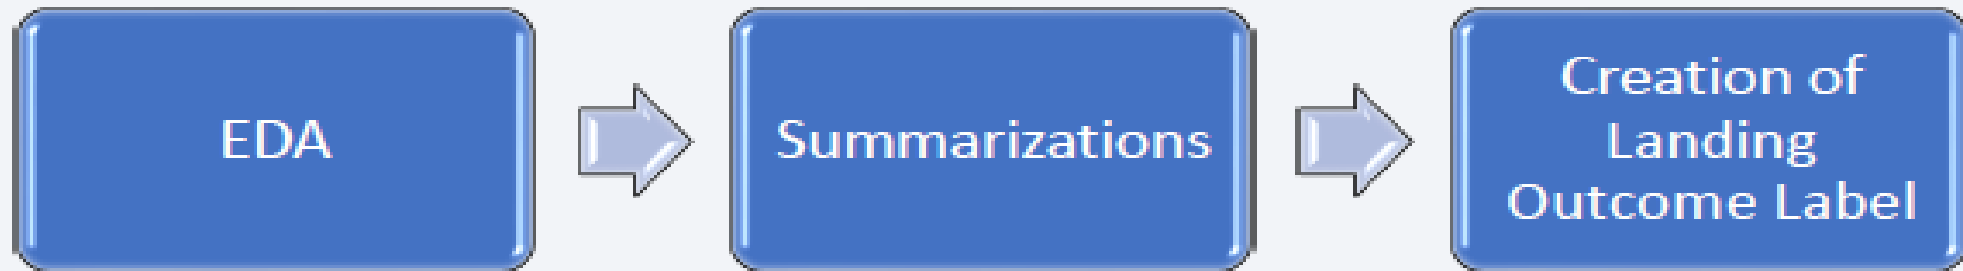 EDA
Summarizations
Creation of
Landing
Outcome Label